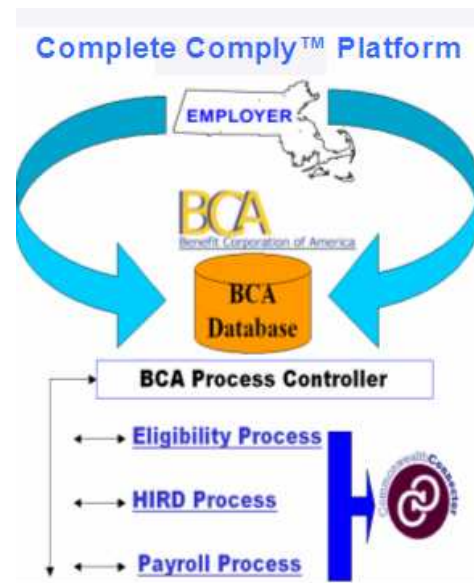 Complete Comply™ Platform
EMPLOYER
BCA
Benefit Corporation of America
BCA
Database
BCA Process Controller
Eligibility Process
HIRD Process
Payroll Process
CommonwealthConnector